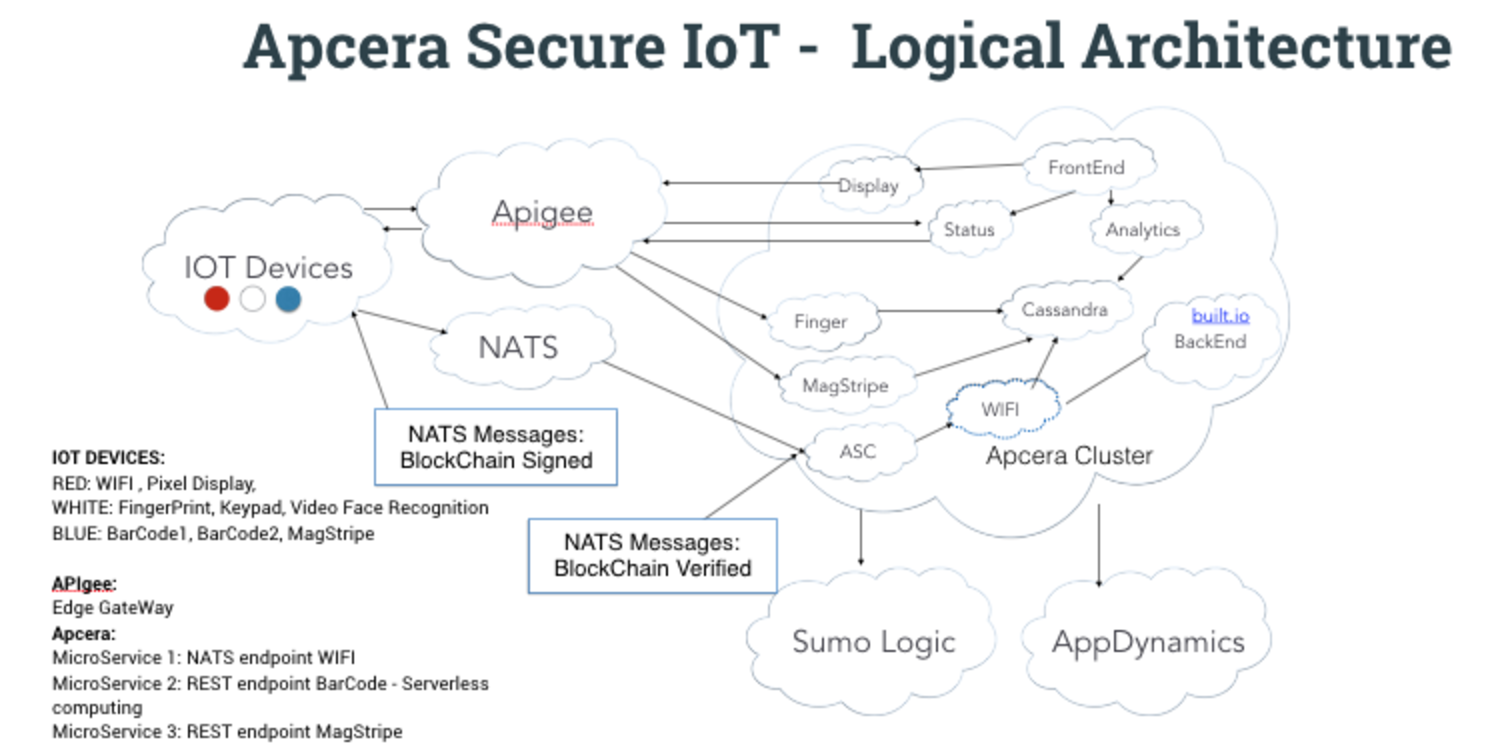 Apcera Secure IoT - Logical Architecture
FrontEnd
Display
Apigee
Status
Analytics
IOT Devices
Cassandra
built.io
BackEnd
Finger
NATS
MagStripe
WIFI
ASC
Apcera Cluster
NATS Messages:
BlockChain Signed
NATS Messages:
BlockChain Verified
Sumo Logic
AppDynamics
IOT DEVICES:
RED: WIFI , Pixel Display,
WHITE: FingerPrint, Keypad, Video Face Recognition
BLUE: BarCode1, BarCode2, MagStripe
APIgee:
Edge GateWay
Apcera:
MicroService 1: NATS endpoint WIFI
MicroService 2: REST endpoint BarCode - Serverless
computing
MicroService 3: REST endpoint MagStripe